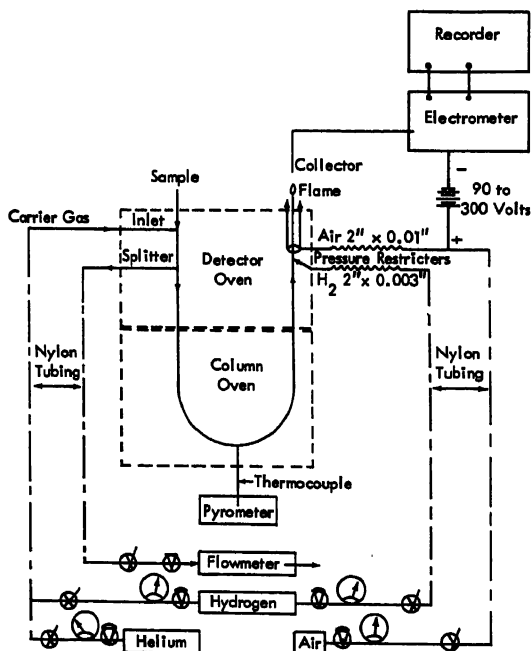 Recorder
Electrometer
Collector
Flame
Sample
90 to
300 Volts
Carrier Gas
Inlet
Air 2" x 0.01"
Splitter
Detector
Oven
Pressure Restricters
H2 2" x 0.003"
Nylon
Tubing
Column
Oven
Nylon
Tubing
Thermocouple
Pyrometer
Flowmeter
Hydrogen
Helium
Air